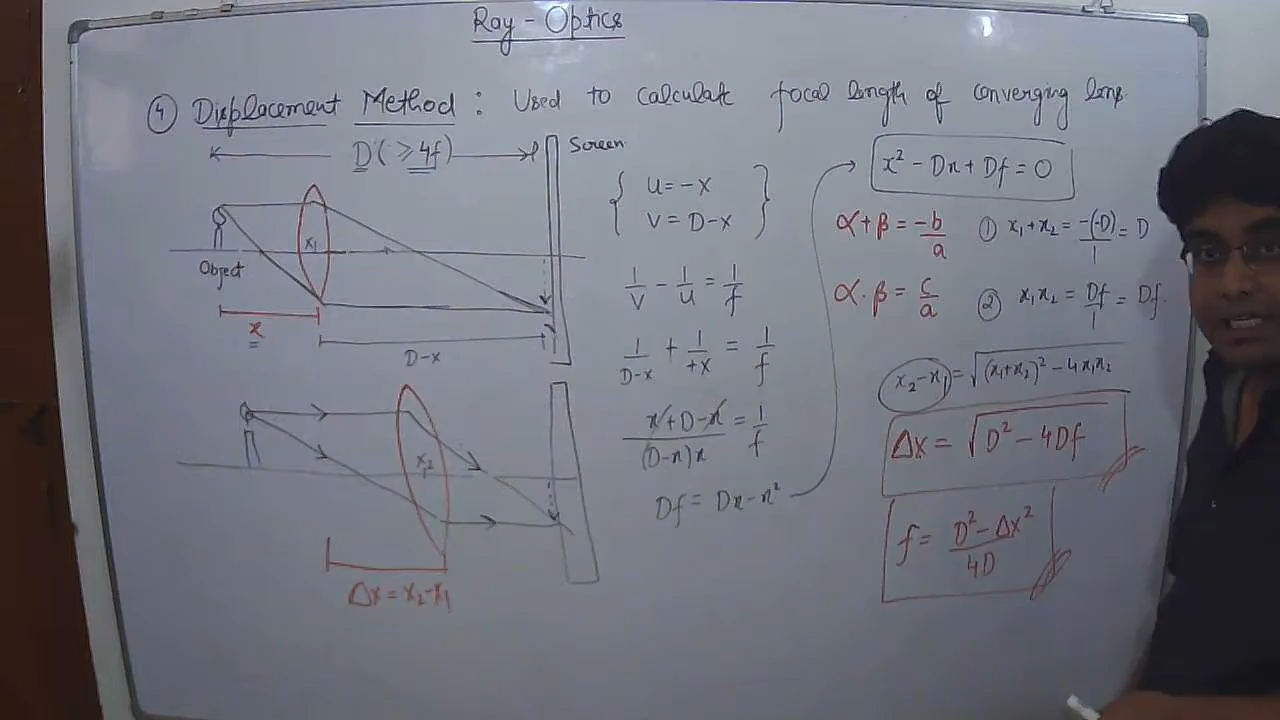 Ray - Optics
④ Displacement Method : Used to calculate focal length of converging lens.
D (≥4f)
Screen
x₁
Object
x
D-x
x₂
Δx = x₂-x₁
u = -x
v = D-x
1/v - 1/u = 1/f
1/(D-x) + 1/+x = 1/f
(x+D-x)/((D-x)x) = 1/f
Df = Dx-x²
x² - Dx + Df = 0
α+β = -b/a
① x₁+x₂ = -(-D)/1 = D
α.β = c/a
② x₁x₂ = Df/1 = Df.
x₂-x₁ = √((x₁+x₂)² - 4x₁x₂)
Δx = √(D² - 4Df)
f = (D² - Δx²)/4D